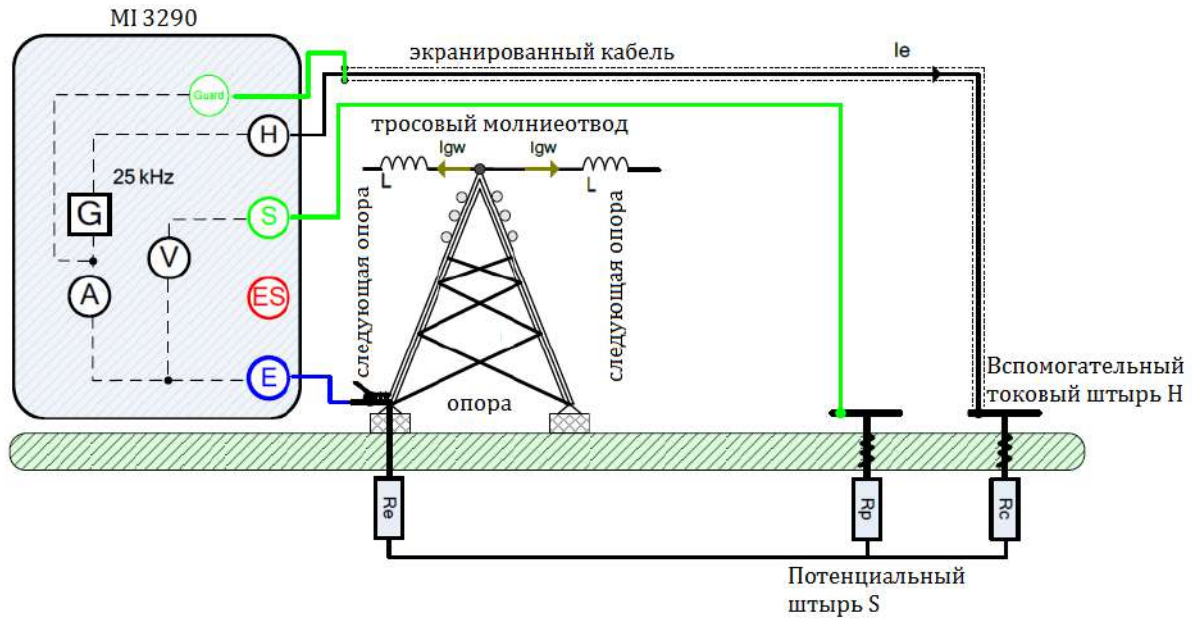 MI 3290
экранированный кабель
Ie
Guard
H
тросовый молниеотвод
Igw
Igw
25 kHz
L
L
G
S
V
следующая опора
следующая опора
A
ES
E
опора
Вспомогательный
токовый штырь H
Re
Rp
Rc
Потенциальный
штырь S